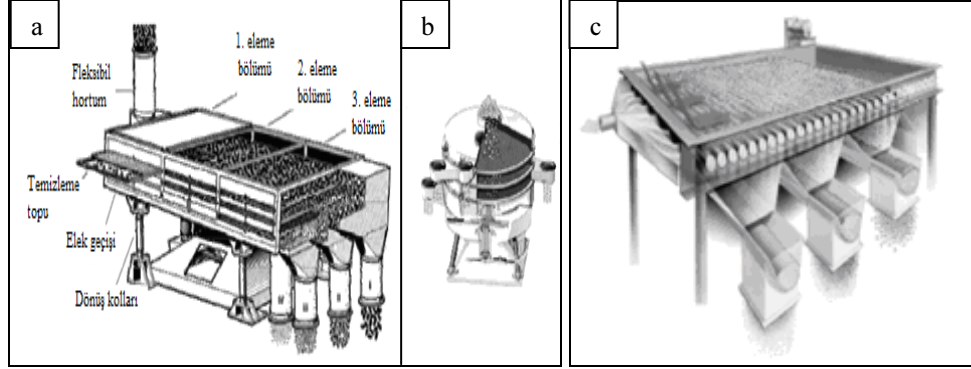 a
1. eleme
bölümü
2. eleme
bölümü
3. eleme
bölümü
Fleksibil
hortum
Temizleme
topu
Elek geçişi
Dönüş kolları
b
c